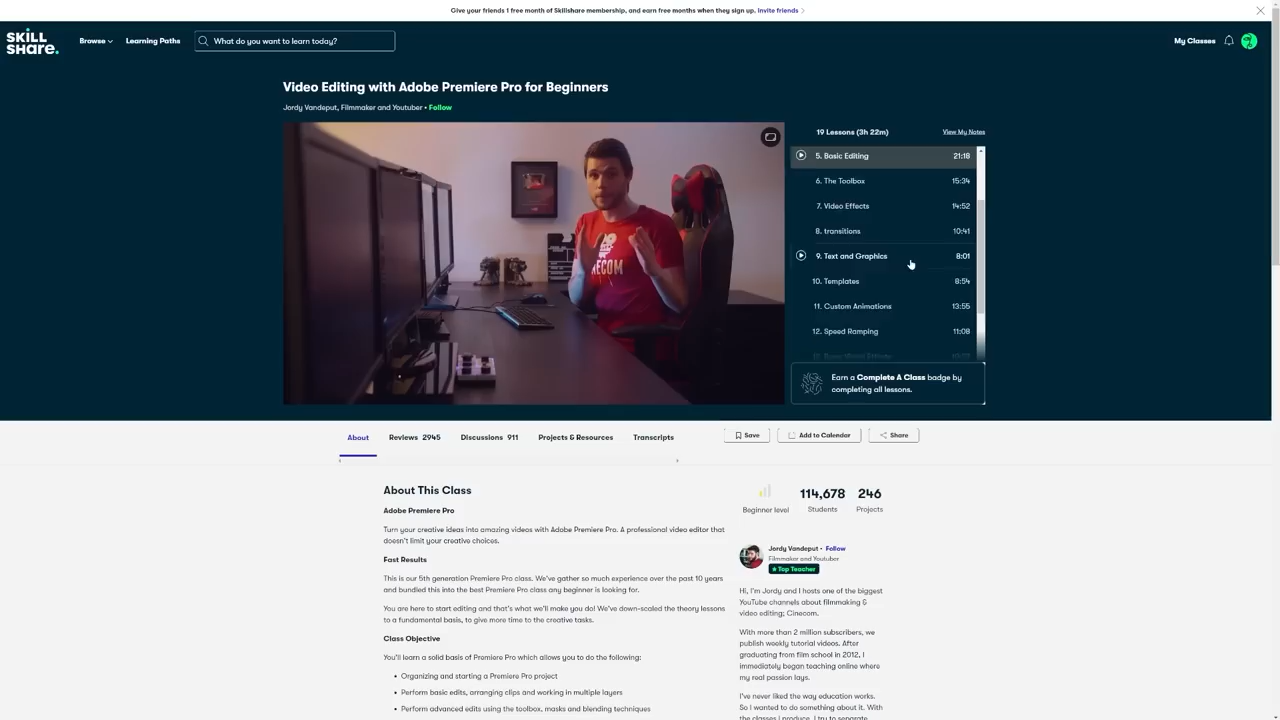 Give your friends 1 free month of Skillshare membership, and earn free months when they sign up. Invite friends
SKILL
SHARE.
Browse
Learning Paths
What do you want to learn today?
My Classes
Video Editing with Adobe Premiere Pro for Beginners
Jordy Vandeput, Filmmaker and Youtuber • Follow
ECOM
19 Lessons (3h 22m)
View My Notes
5. Basic Editing 21:18
6. The Toolbox 15:34
7. Video Effects 14:52
8. transitions 10:41
9. Text and Graphics 8:01
10. Templates 8:54
11. Custom Animations 13:55
12. Speed Ramping 11:08
Earn a Complete A Class badge by
completing all lessons.
About
Reviews 2945
Discussions 911
Projects & Resources
Transcripts
Save
Add to Calendar
Share
About This Class
Adobe Premiere Pro
Turn your creative ideas into amazing videos with Adobe Premiere Pro. A professional video editor that
doesn't limit your creative choices.
Fast Results
This is our 5th generation Premiere Pro class. We've gather so much experience over the past 10 years
and bundled this into the best Premiere Pro class any beginner is looking for.
You are here to start editing and that's what we'll make you do! We've down-scaled the theory lessons
to a fundamental basis, to give more time to the creative tasks.
Class Objective
You'll learn a solid basis of Premiere Pro which allows you to do the following:
• Organizing and starting a Premiere Pro project
• Perform basic edits, arranging clips and working in multiple layers
• Perform advanced edits using the toolbox, masks and blending techniques
Beginner level
114,678
Students
246
Projects
Jordy Vandeput • Follow
Filmmaker and Youtuber
★ Top Teacher
Hi, I'm Jordy and I hosts one of the biggest
YouTube channels about filmmaking &
video editing; Cinecom.
With more than 2 million subscribers, we
publish weekly tutorial videos. After
graduating from film school in 2012, I
immediately began teaching online where
my real passion lays.
I've never liked the way education works.
So I wanted to do something about it. With
the classes I produce, I try to separate